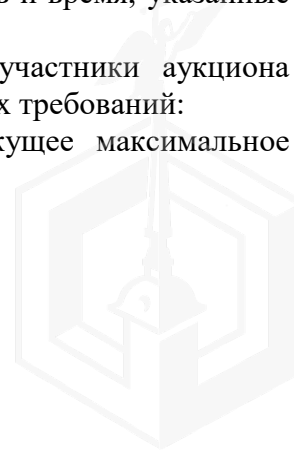 и время, указанные
участники аукциона
х требований:
кущее максимальное